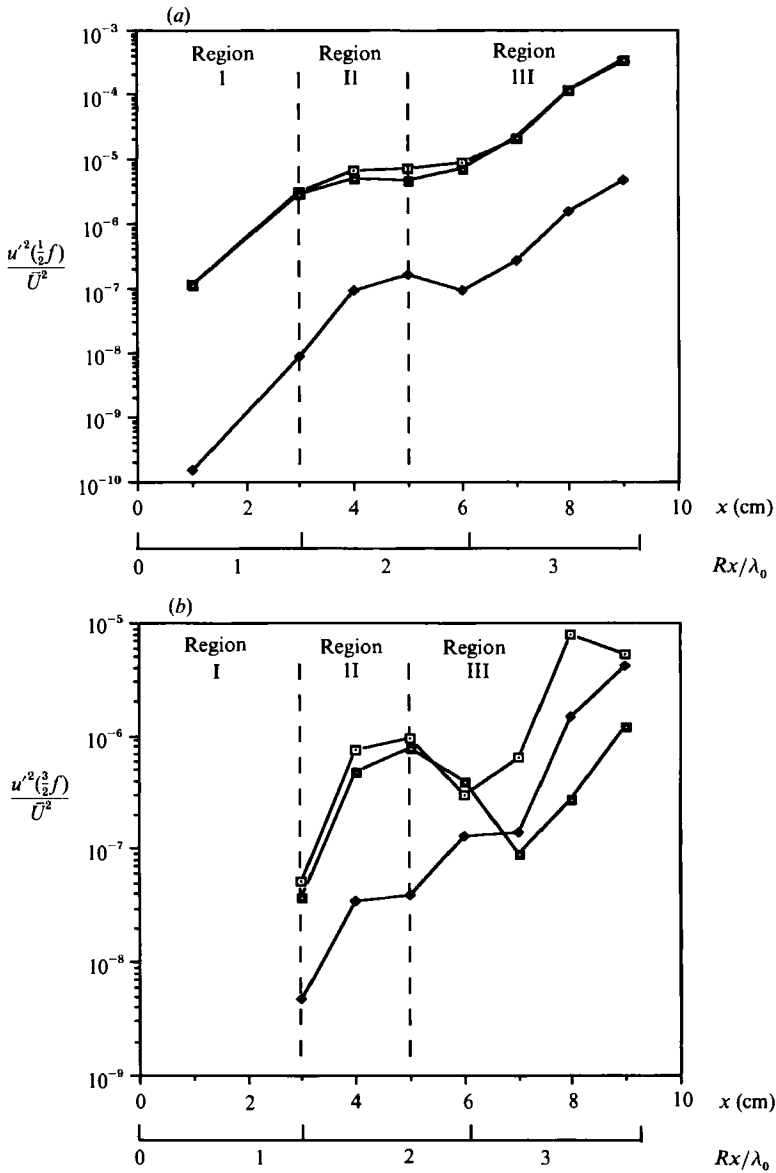 (a)
10⁻³
10⁻⁴
10⁻⁵
10⁻⁶
10⁻⁷
10⁻⁸
10⁻⁹
10⁻¹⁰
u′²(½f)
Ū²
Region
1
Region
II
Region
III
0 2 4 6 8 10 x (cm)
0 1 2 3 Rx/λ₀
(b)
10⁻⁵
10⁻⁶
10⁻⁷
10⁻⁸
10⁻⁹
u′²(3/2 f)
Ū²
Region
I
Region
II
Region
III
0 2 4 6 8 10 x (cm)
0 1 2 3 Rx/λ₀